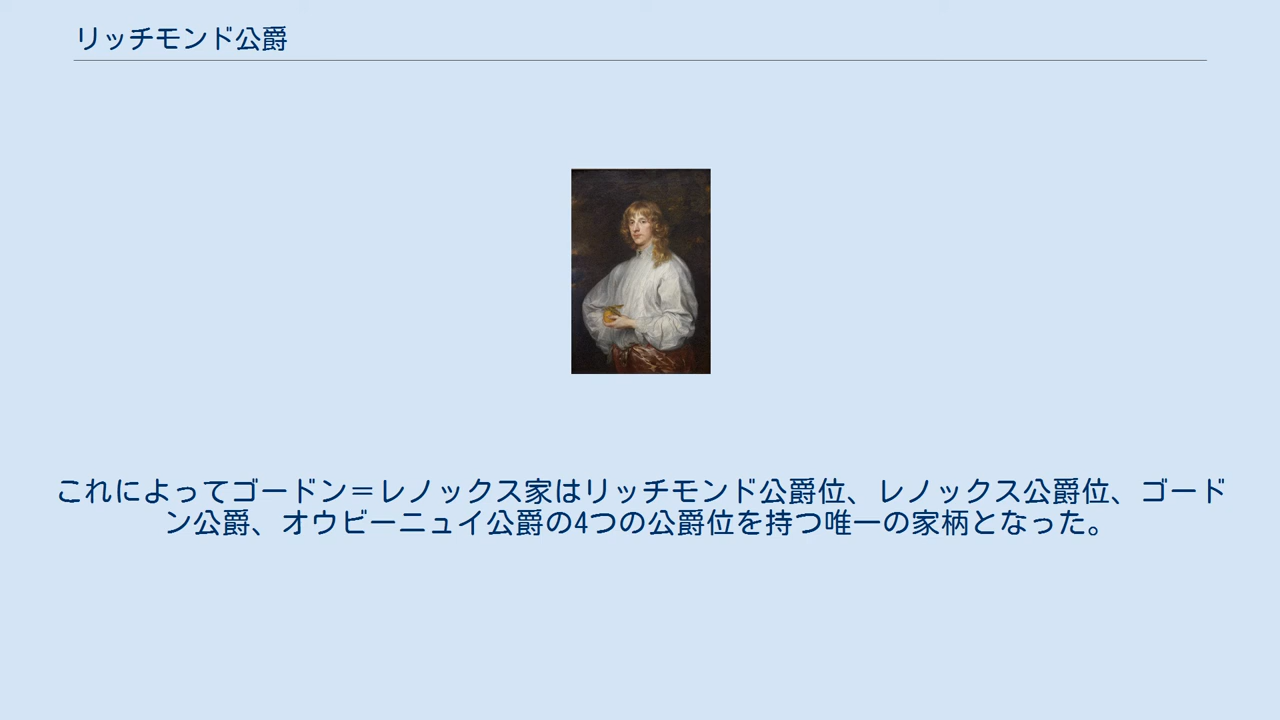 リッチモンド公爵
これによってゴードン＝レノックス家はリッチモンド公爵位、レノックス公爵位、ゴード
ン公爵、オウビーニュイ公爵の4つの公爵位を持つ唯一の家柄となった。